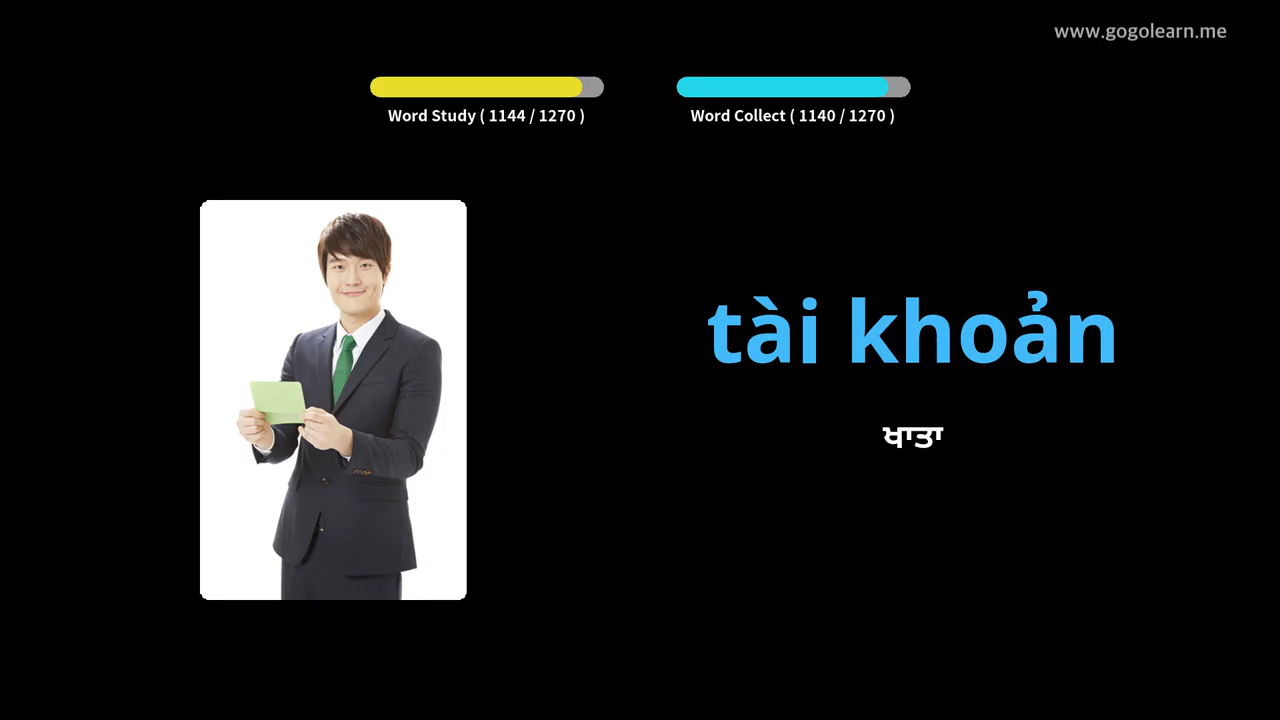 www.gogolearn.me
Word Study ( 1144 / 1270 )
Word Collect ( 1140 / 1270 )
tài khoản
ਖਾਤਾ